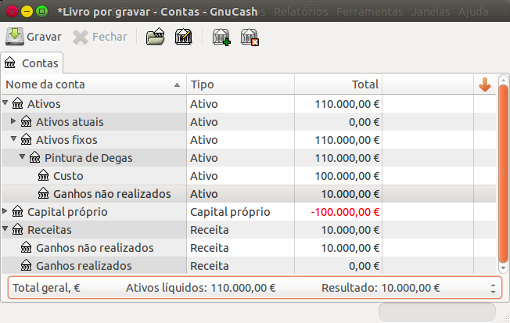 *Livro por gravar - Contas - GnuCash Relatórios Ferramentas Janelas Ajuda
Gravar Fechar
Contas
Nome da conta Tipo Total
Ativos Ativo 110.000,00 €
Ativos atuais Ativo 0,00 €
Ativos fixos Ativo 110.000,00 €
Pintura de Degas Ativo 110.000,00 €
Custo Ativo 100.000,00 €
Ganhos não realizados Ativo 10.000,00 €
Capital próprio Capital próprio -100.000,00 €
Receitas Receita 10.000,00 €
Ganhos não realizados Receita 10.000,00 €
Ganhos realizados Receita 0,00 €
Total geral, € Ativos líquidos: 110.000,00 € Resultado: 10.000,00 €